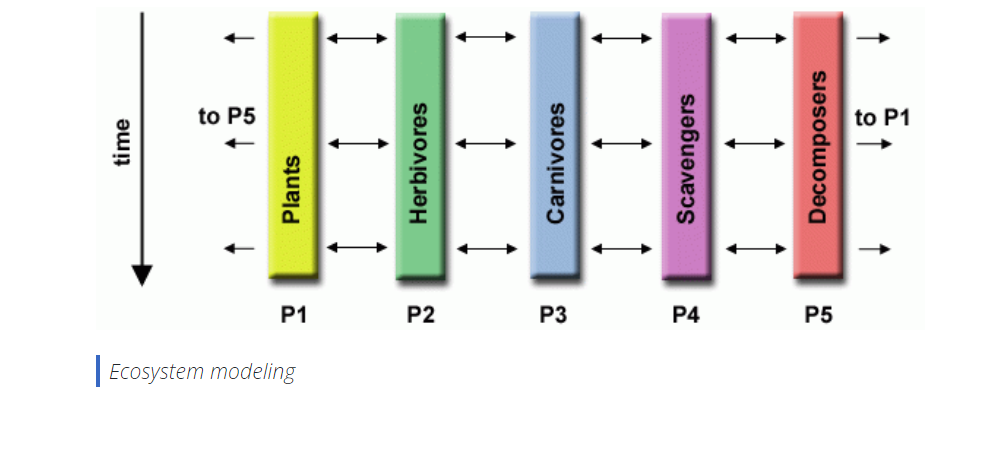 to P5
to P1
time
Plants
Herbivores
Carnivores
Scavengers
Decomposers
P1
P2
P3
P4
P5
Ecosystem modeling